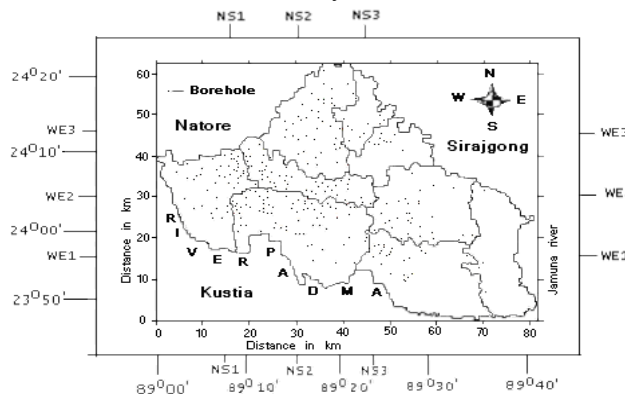 NS1 NS2 NS3
24⁰20'
WE3
24⁰10'
WE2
24⁰00'
WE1
23⁰50'
Distance in km
60
50
40
30
20
10
0
Borehole
Natore
N
W E
S
Sirajgong
R
I
V
E
R
P
A
D
M
A
Kustia
0 10 20 30 40 50 60 70 80
Distance in km
Jamuna river
WE3
WE2
WE1
NS1 NS2 NS3
89⁰00' 89⁰10' 89⁰20' 89⁰30' 89⁰40'